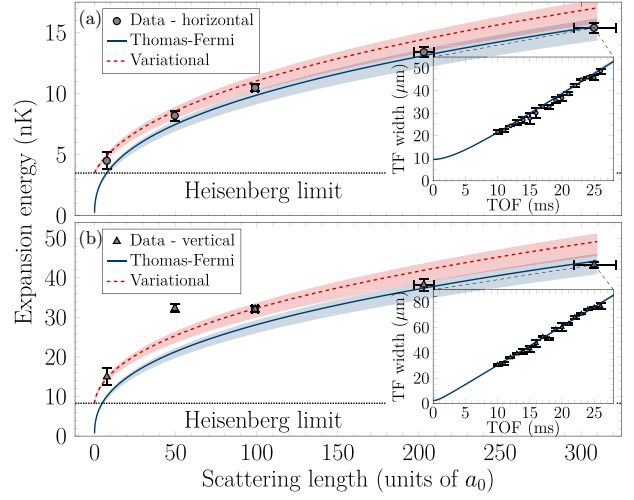 (a)
Data - horizontal
Thomas-Fermi
Variational
15
10
5
0
Heisenberg limit
TF width (μm)
50
40
30
20
10
0
0 5 10 15 20 25
TOF (ms)
Expansion energy (nK)
(b)
Data - vertical
Thomas-Fermi
Variational
50
40
30
20
10
0
Heisenberg limit
TF width (μm)
80
60
40
20
0
0 5 10 15 20 25
TOF (ms)
0 50 100 150 200 250 300
Scattering length (units of a₀)